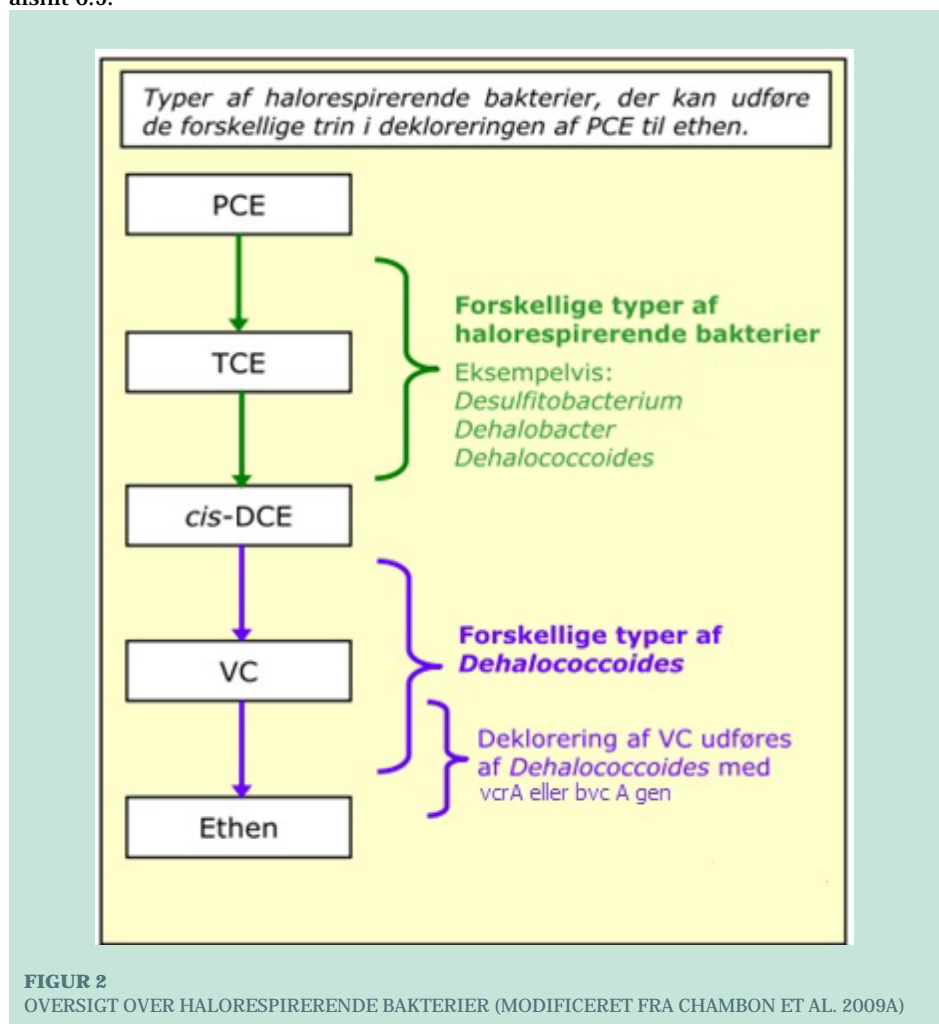 afsnit 6.5.
Typer af halorespirerende bakterier, der kan udføre
de forskellige trin i dekloreringen af PCE til ethen.
PCE
TCE
Forskellige typer af
halorespirerende bakterier
Eksempelvis:
Desulfitobacterium
Dehalobacter
Dehalococcoides
cis-DCE
VC
Forskellige typer af
Dehalococcoides
Deklorering af VC udføres
af Dehalococcoides med
vcrA eller bvc A gen
Ethen
FIGUR 2
OVERSIGT OVER HALORESPIRERENDE BAKTERIER (MODIFICERET FRA CHAMBON ET AL. 2009A)